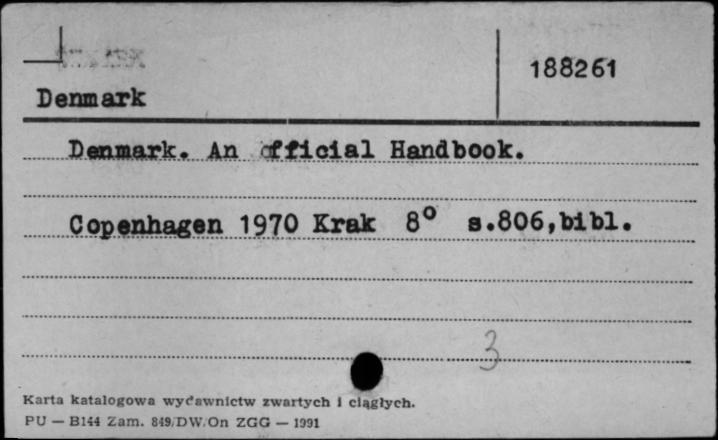 188261
Denmark
Denmark. An official Handbook.
Copenhagen 1970 Krak 8° s.806,bibl.
3
Karta katalogowa wydawnictw zwartych i ciągłych.
PU — B144 Zam. 849/DW/On ZGG — 1991